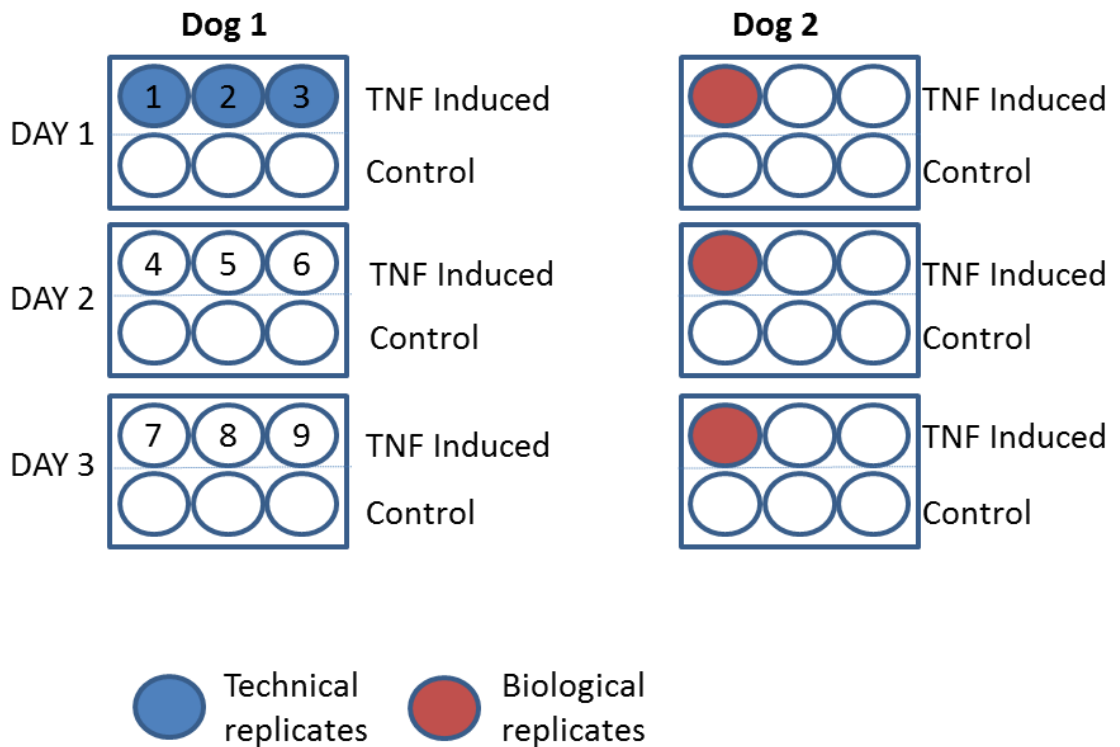 Dog 1
Dog 2
1 2 3
TNF Induced
TNF Induced
DAY 1
Control
Control
4 5 6
TNF Induced
TNF Induced
DAY 2
Control
Control
7 8 9
TNF Induced
TNF Induced
DAY 3
Control
Control
Technical
replicates
Biological
replicates